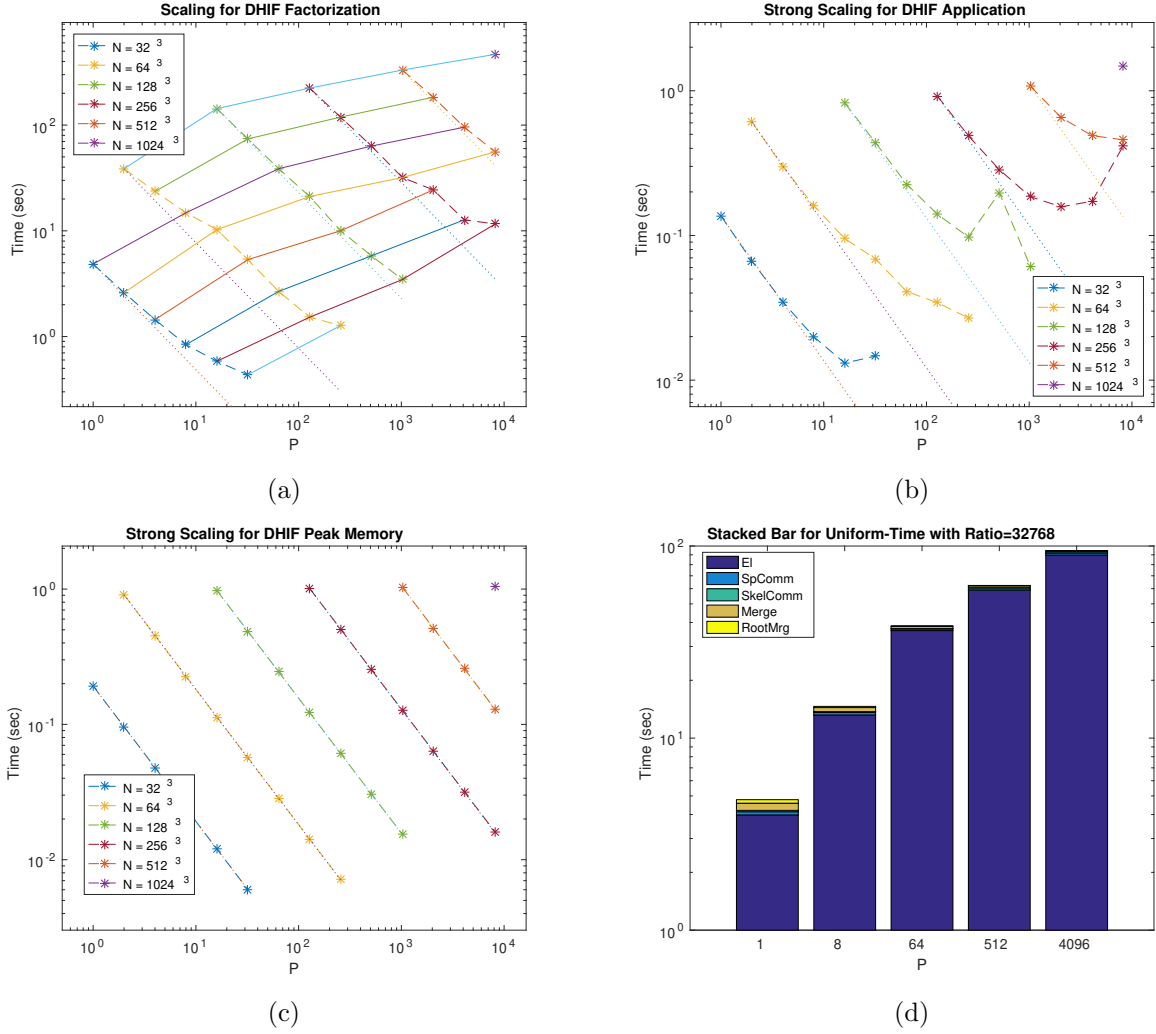 Scaling for DHIF Factorization
Time (sec)
10^2
10^1
10^0
N = 32^3
N = 64^3
N = 128^3
N = 256^3
N = 512^3
N = 1024^3
10^0 10^1 10^2 10^3 10^4
P
(a)
Strong Scaling for DHIF Application
Time (sec)
10^0
10^-1
10^-2
N = 32^3
N = 64^3
N = 128^3
N = 256^3
N = 512^3
N = 1024^3
10^0 10^1 10^2 10^3 10^4
P
(b)
Strong Scaling for DHIF Peak Memory
Time (sec)
10^0
10^-1
10^-2
N = 32^3
N = 64^3
N = 128^3
N = 256^3
N = 512^3
N = 1024^3
10^0 10^1 10^2 10^3 10^4
P
(c)
Stacked Bar for Uniform-Time with Ratio=32768
Time (sec)
10^2
10^1
10^0
El
SpComm
SkelComm
Merge
RootMrg
1 8 64 512 4096
P
(d)